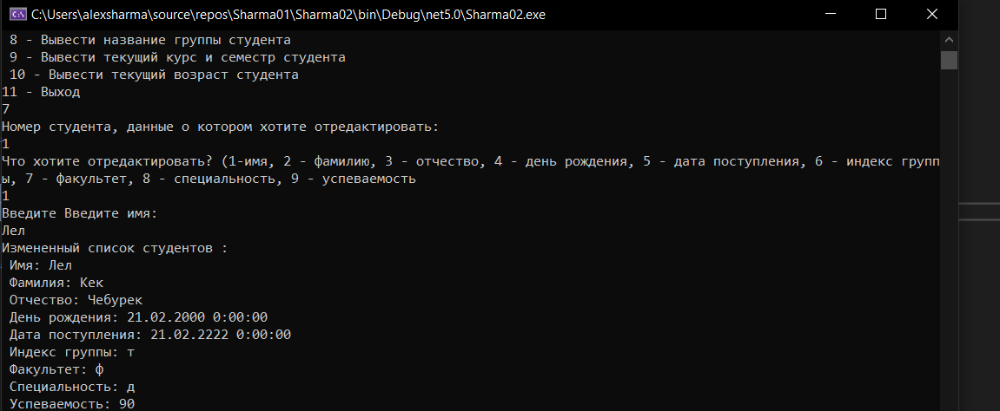 C:\Users\alexsharma\source\repos\Sharma01\Sharma02\bin\Debug\net5.0\Sharma02.exe
8 - Вывести название группы студента
9 - Вывести текущий курс и семестр студента
10 - Вывести текущий возраст студента
11 - Выход
7
Номер студента, данные о котором хотите отредактировать:
1
Что хотите отредактировать? (1-имя, 2 - фамилию, 3 - отчество, 4 - день рождения, 5 - дата поступления, 6 - индекс групп
ы, 7 - факультет, 8 - специальность, 9 - успеваемость
1
Введите Введите имя:
Лел
Измененный список студентов :
Имя: Лел
Фамилия: Кек
Отчество: Чебурек
День рождения: 21.02.2000 0:00:00
Дата поступления: 21.02.2222 0:00:00
Индекс группы: т
Факультет: ф
Специальность: д
Успеваемость: 90